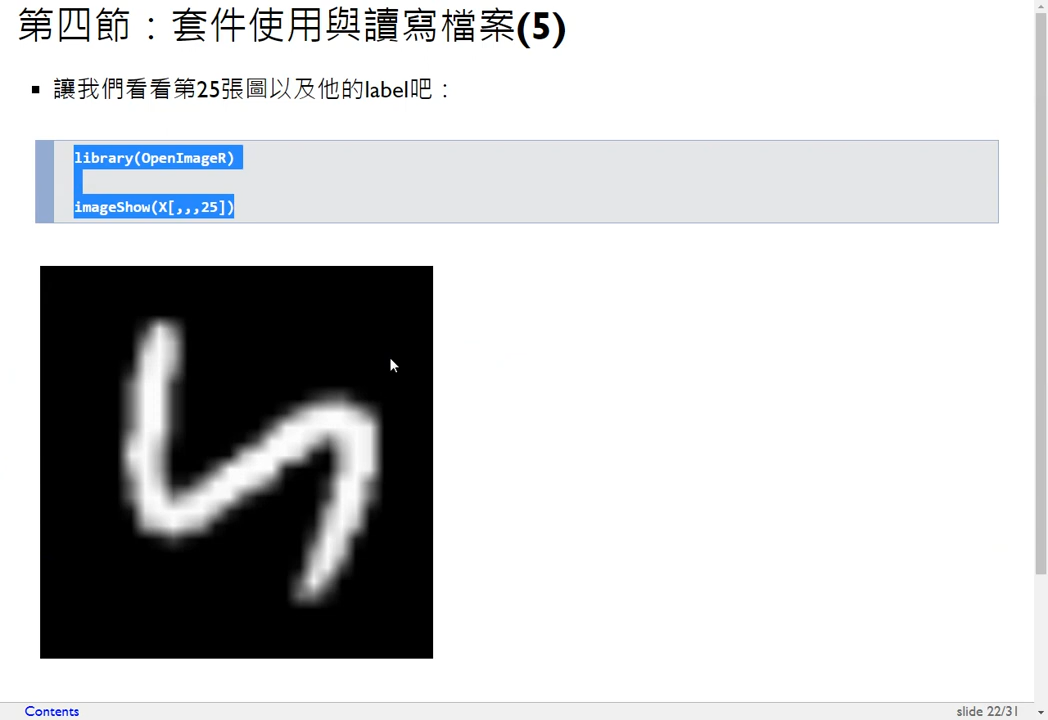 第四節：套件使用與讀寫檔案(5)
讓我們看看第25張圖以及他的label吧：
library(OpenImageR)
imageShow(X[,,,25])
Contents
slide 22/31